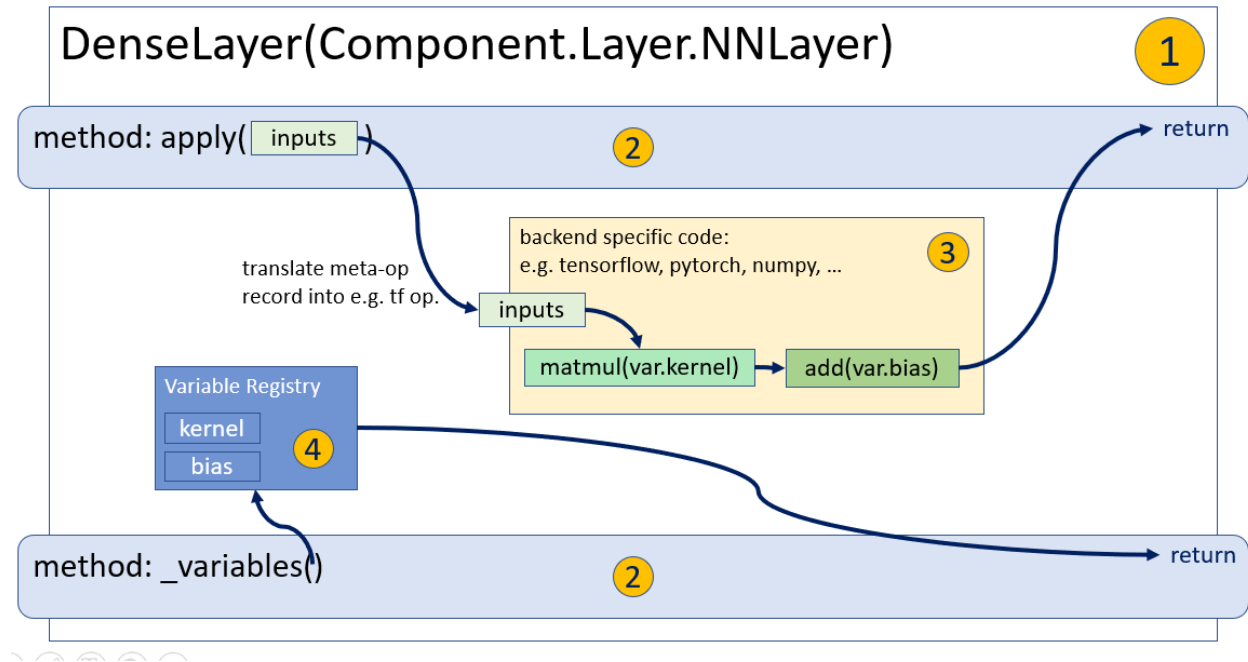 DenseLayer(Component.Layer.NNLayer)
1
method: apply( inputs )
2
return
backend specific code:
e.g. tensorflow, pytorch, numpy, ...
3
translate meta-op
record into e.g. tf op.
inputs
matmul(var.kernel)
add(var.bias)
Variable Registry
kernel
bias
4
method: _variables()
2
return